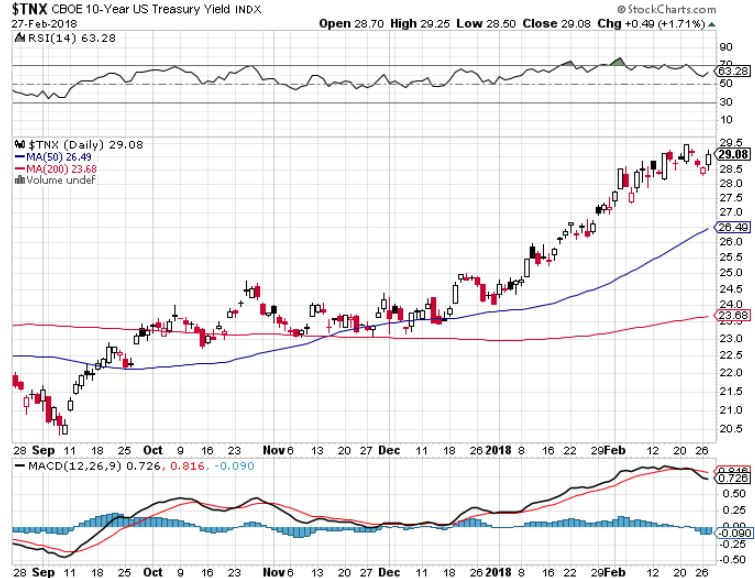 $TNX CBOE 10-Year US Treasury Yield INDX
© StockCharts.com
27-Feb-2018
Open 28.70 High 29.25 Low 28.50 Close 29.08 Chg +0.49 (+1.71%)
RSI(14) 63.28
90
70
63.28
50
30
10
$TNX (Daily) 29.08
MA(50) 26.49
MA(200) 23.68
Volume undef
29.5
29.08
28.5
28.0
27.5
27.0
26.49
26.0
25.5
25.0
24.5
24.0
23.68
23.0
22.5
22.0
21.5
21.0
20.5
28 Sep 11 18 25 Oct 9 16 23 Nov 6 13 20 27 Dec 11 18 26 2018 8 16 22 29 Feb 12 20 26
MACD(12,26,9) 0.726, 0.816, -0.090
0.726
0.50
0.25
-0.090
-0.25
-0.50
28 Sep 11 18 25 Oct 9 16 23 Nov 6 13 20 27 Dec 11 18 26 2018 8 16 22 29 Feb 12 20 26